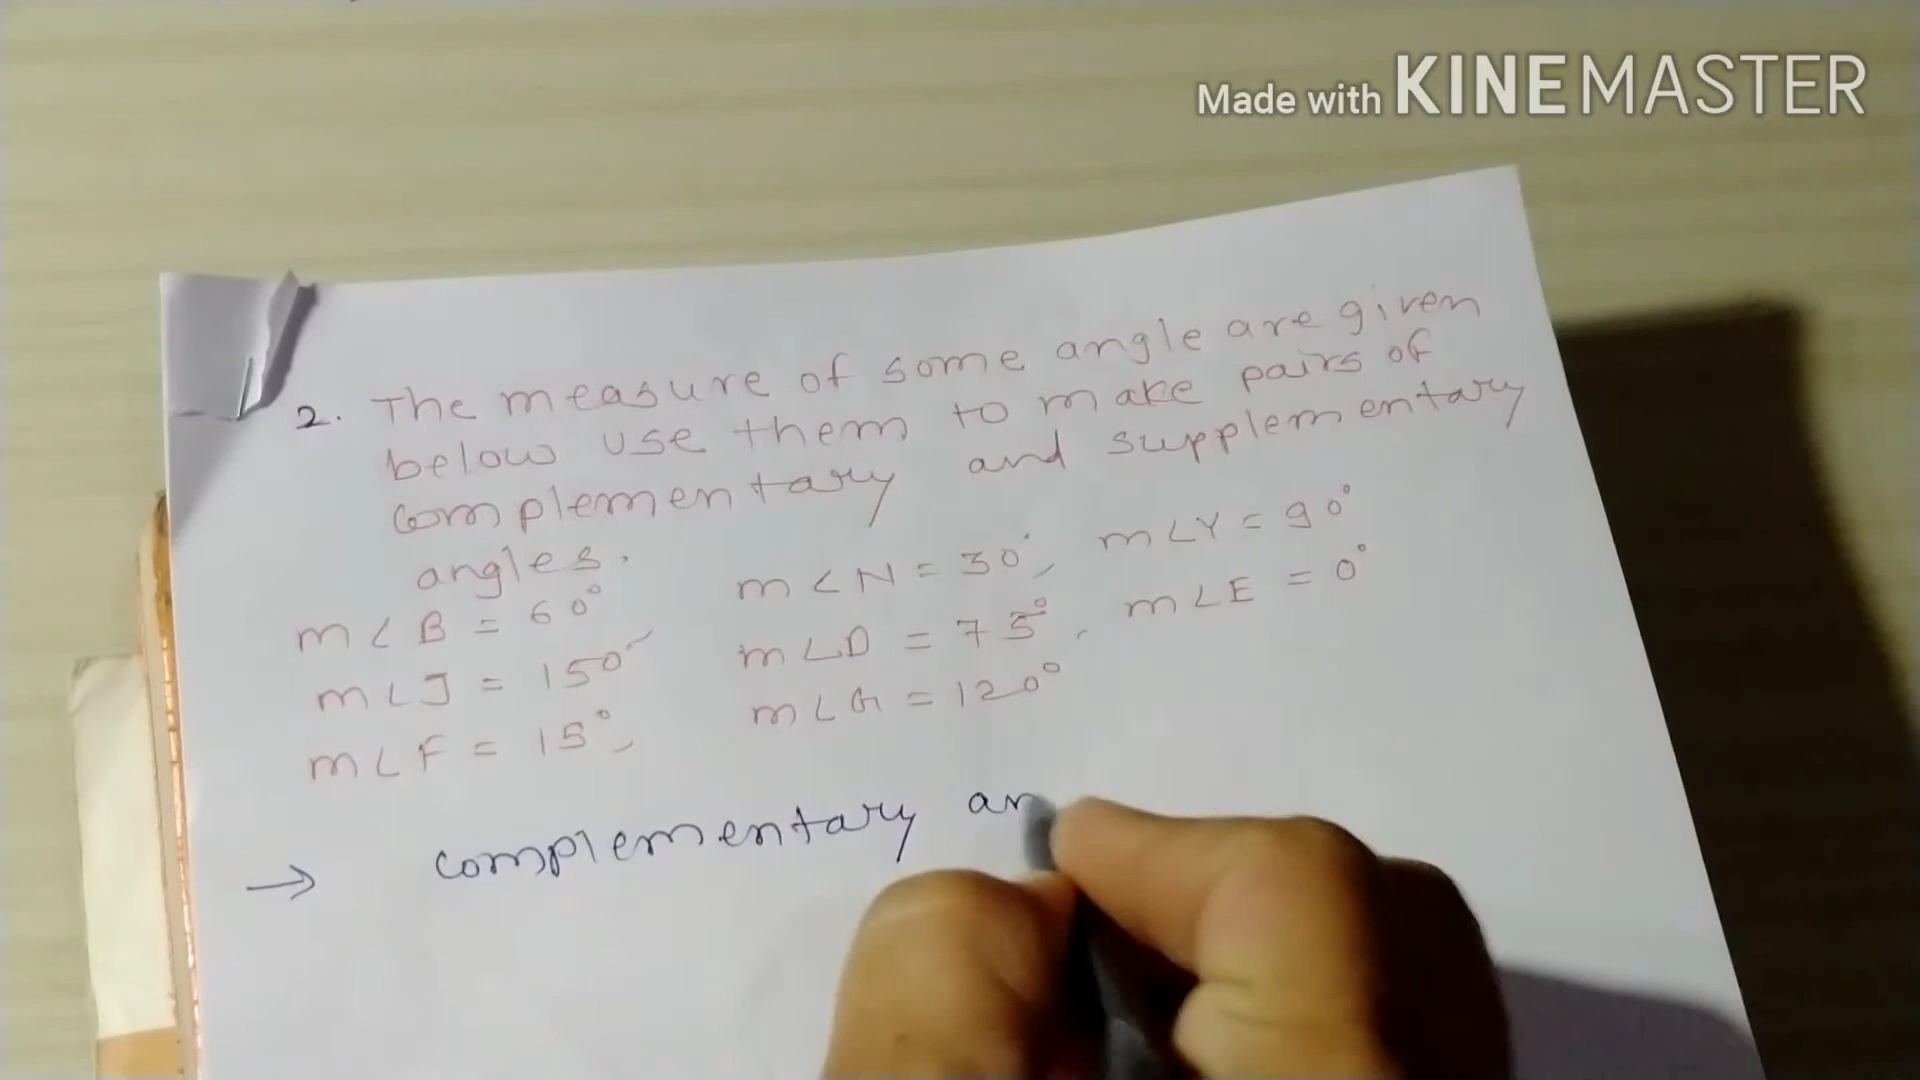 Made with KINEMASTER
2. The measure of some angle are given
below use them to make pairs of
complementary and supplementary
angles.
m∠B = 60° m∠N = 30°, m∠Y = 90°
m∠J = 150° m∠D = 75°, m∠E = 0°
m∠F = 15°, m∠G = 120°
→ complementary an